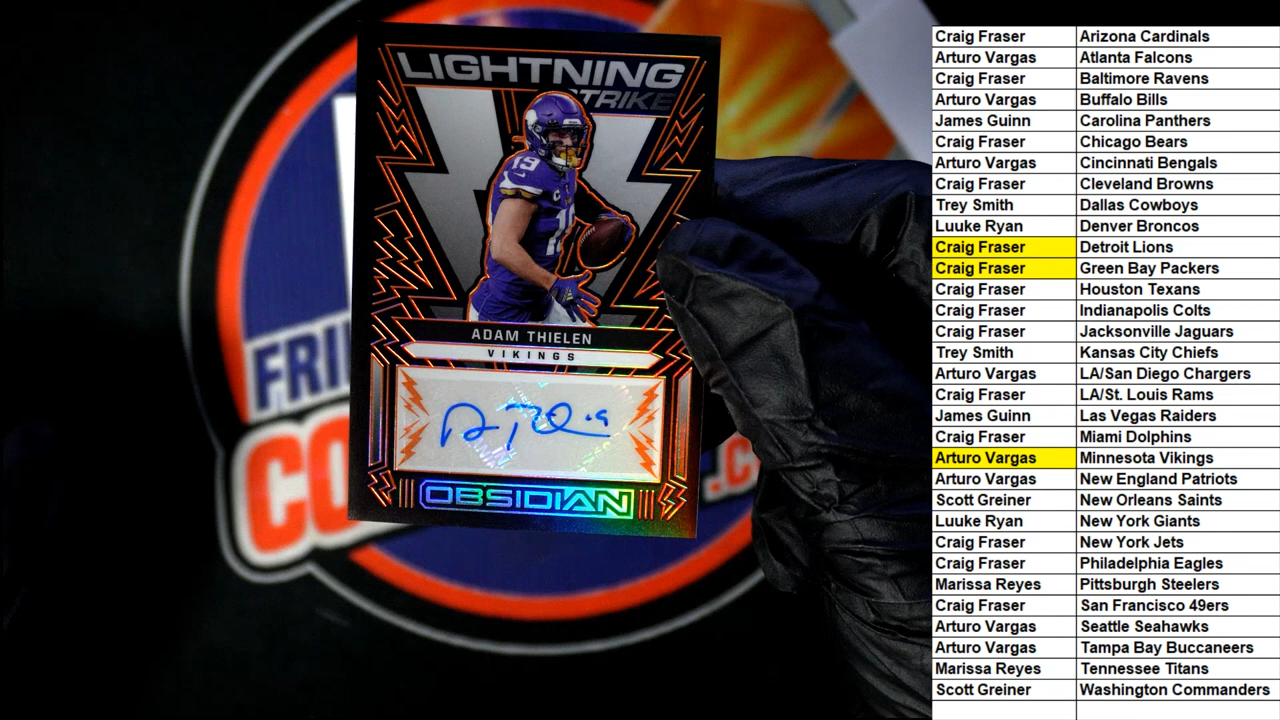 LIGHTNING
STRIKE
19
C
19
ADAM THIELEN
VIKINGS
OBSIDIAN
Craig Fraser Arizona Cardinals
Arturo Vargas Atlanta Falcons
Craig Fraser Baltimore Ravens
Arturo Vargas Buffalo Bills
James Guinn Carolina Panthers
Craig Fraser Chicago Bears
Arturo Vargas Cincinnati Bengals
Craig Fraser Cleveland Browns
Trey Smith Dallas Cowboys
Luuke Ryan Denver Broncos
Craig Fraser Detroit Lions
Craig Fraser Green Bay Packers
Craig Fraser Houston Texans
Craig Fraser Indianapolis Colts
Craig Fraser Jacksonville Jaguars
Trey Smith Kansas City Chiefs
Arturo Vargas LA/San Diego Chargers
Craig Fraser LA/St. Louis Rams
James Guinn Las Vegas Raiders
Craig Fraser Miami Dolphins
Arturo Vargas Minnesota Vikings
Arturo Vargas New England Patriots
Scott Greiner New Orleans Saints
Luuke Ryan New York Giants
Craig Fraser New York Jets
Craig Fraser Philadelphia Eagles
Marissa Reyes Pittsburgh Steelers
Craig Fraser San Francisco 49ers
Arturo Vargas Seattle Seahawks
Arturo Vargas Tampa Bay Buccaneers
Marissa Reyes Tennessee Titans
Scott Greiner Washington Commanders